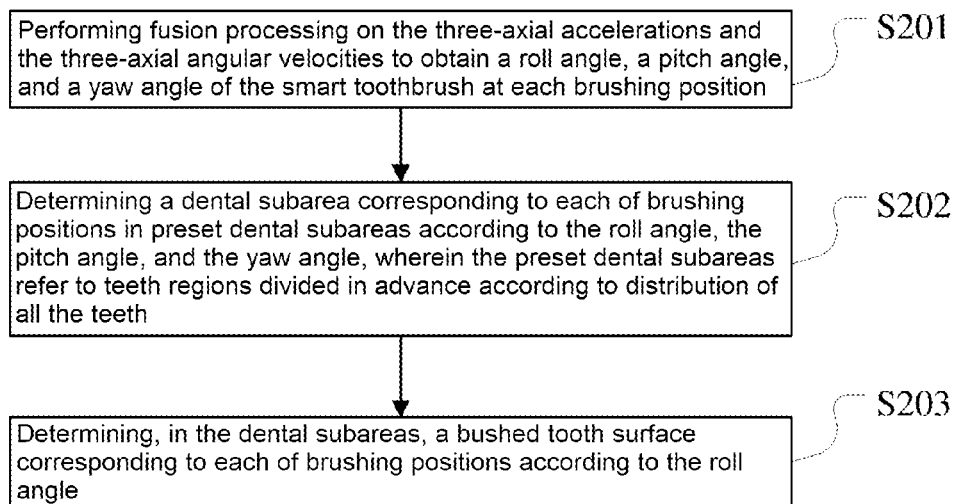 Performing fusion processing on the three-axial accelerations and
the three-axial angular velocities to obtain a roll angle, a pitch angle,
and a yaw angle of the smart toothbrush at each brushing position
S201
Determining a dental subarea corresponding to each of brushing
positions in preset dental subareas according to the roll angle, the
pitch angle, and the yaw angle, wherein the preset dental subareas
refer to teeth regions divided in advance according to distribution of
all the teeth
S202
Determining, in the dental subareas, a bushed tooth surface
corresponding to each of brushing positions according to the roll
angle
S203